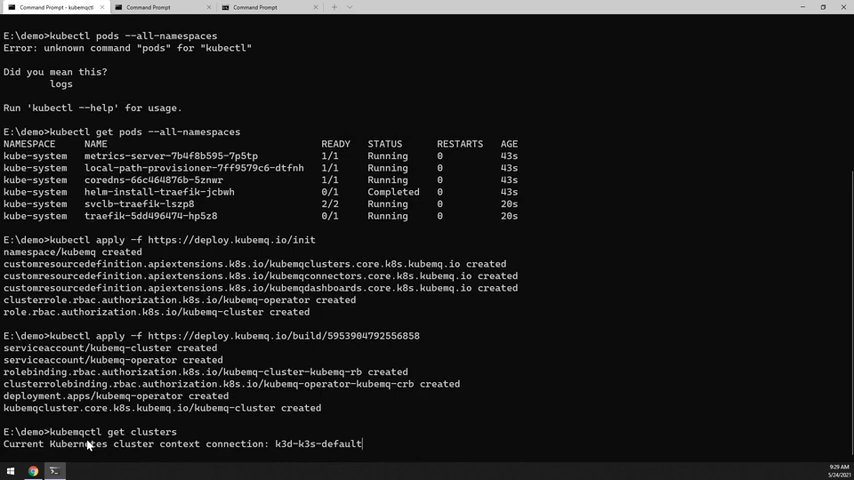 Command Prompt - kubemqctl
Command Prompt
Command Prompt
E:\demo>kubectl pods --all-namespaces
Error: unknown command "pods" for "kubectl"
Did you mean this?
logs
Run 'kubectl --help' for usage.
E:\demo>kubectl get pods --all-namespaces
NAMESPACE NAME READY STATUS RESTARTS AGE
kube-system metrics-server-7b4f8b595-7p5tp 1/1 Running 0 43s
kube-system local-path-provisioner-7ff9579c6-dtfnh 1/1 Running 0 43s
kube-system coredns-66c464876b-5znwr 1/1 Running 0 43s
kube-system helm-install-traefik-jcbwh 0/1 Completed 0 43s
kube-system svclb-traefik-lszp8 2/2 Running 0 20s
kube-system traefik-5dd496474-hp5z8 0/1 Running 0 20s
E:\demo>kubectl apply -f https://deploy.kubemq.io/init
namespace/kubemq created
customresourcedefinition.apiextensions.k8s.io/kubemqclusters.core.k8s.kubemq.io created
customresourcedefinition.apiextensions.k8s.io/kubemqconnectors.core.k8s.kubemq.io created
customresourcedefinition.apiextensions.k8s.io/kubemqdashboards.core.k8s.kubemq.io created
clusterrole.rbac.authorization.k8s.io/kubemq-operator created
role.rbac.authorization.k8s.io/kubemq-cluster created
E:\demo>kubectl apply -f https://deploy.kubemq.io/build/5953904792556858
serviceaccount/kubemq-cluster created
serviceaccount/kubemq-operator created
rolebinding.rbac.authorization.k8s.io/kubemq-cluster-kubemq-rb created
clusterrolebinding.rbac.authorization.k8s.io/kubemq-operator-kubemq-crb created
deployment.apps/kubemq-operator created
kubemqcluster.core.k8s.kubemq.io/kubemq-cluster created
E:\demo>kubemqctl get clusters
Current Kubernetes cluster context connection: k3d-k3s-default
9:29 AM
5/24/2021